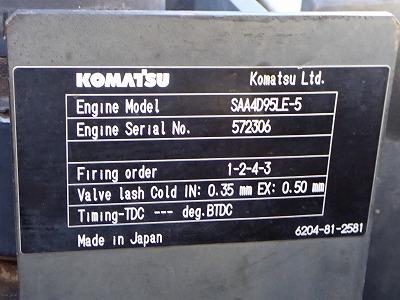 KOMATSU Komatsu Ltd.
Engine Model SAA4D95LE-5
Engine Serial No. 572306
Firing order 1-2-4-3
Valve lash Cold IN: 0.35 mm EX: 0.50 mm
Timing-TDC --- deg.BTDC
Made in Japan 6204-81-2581